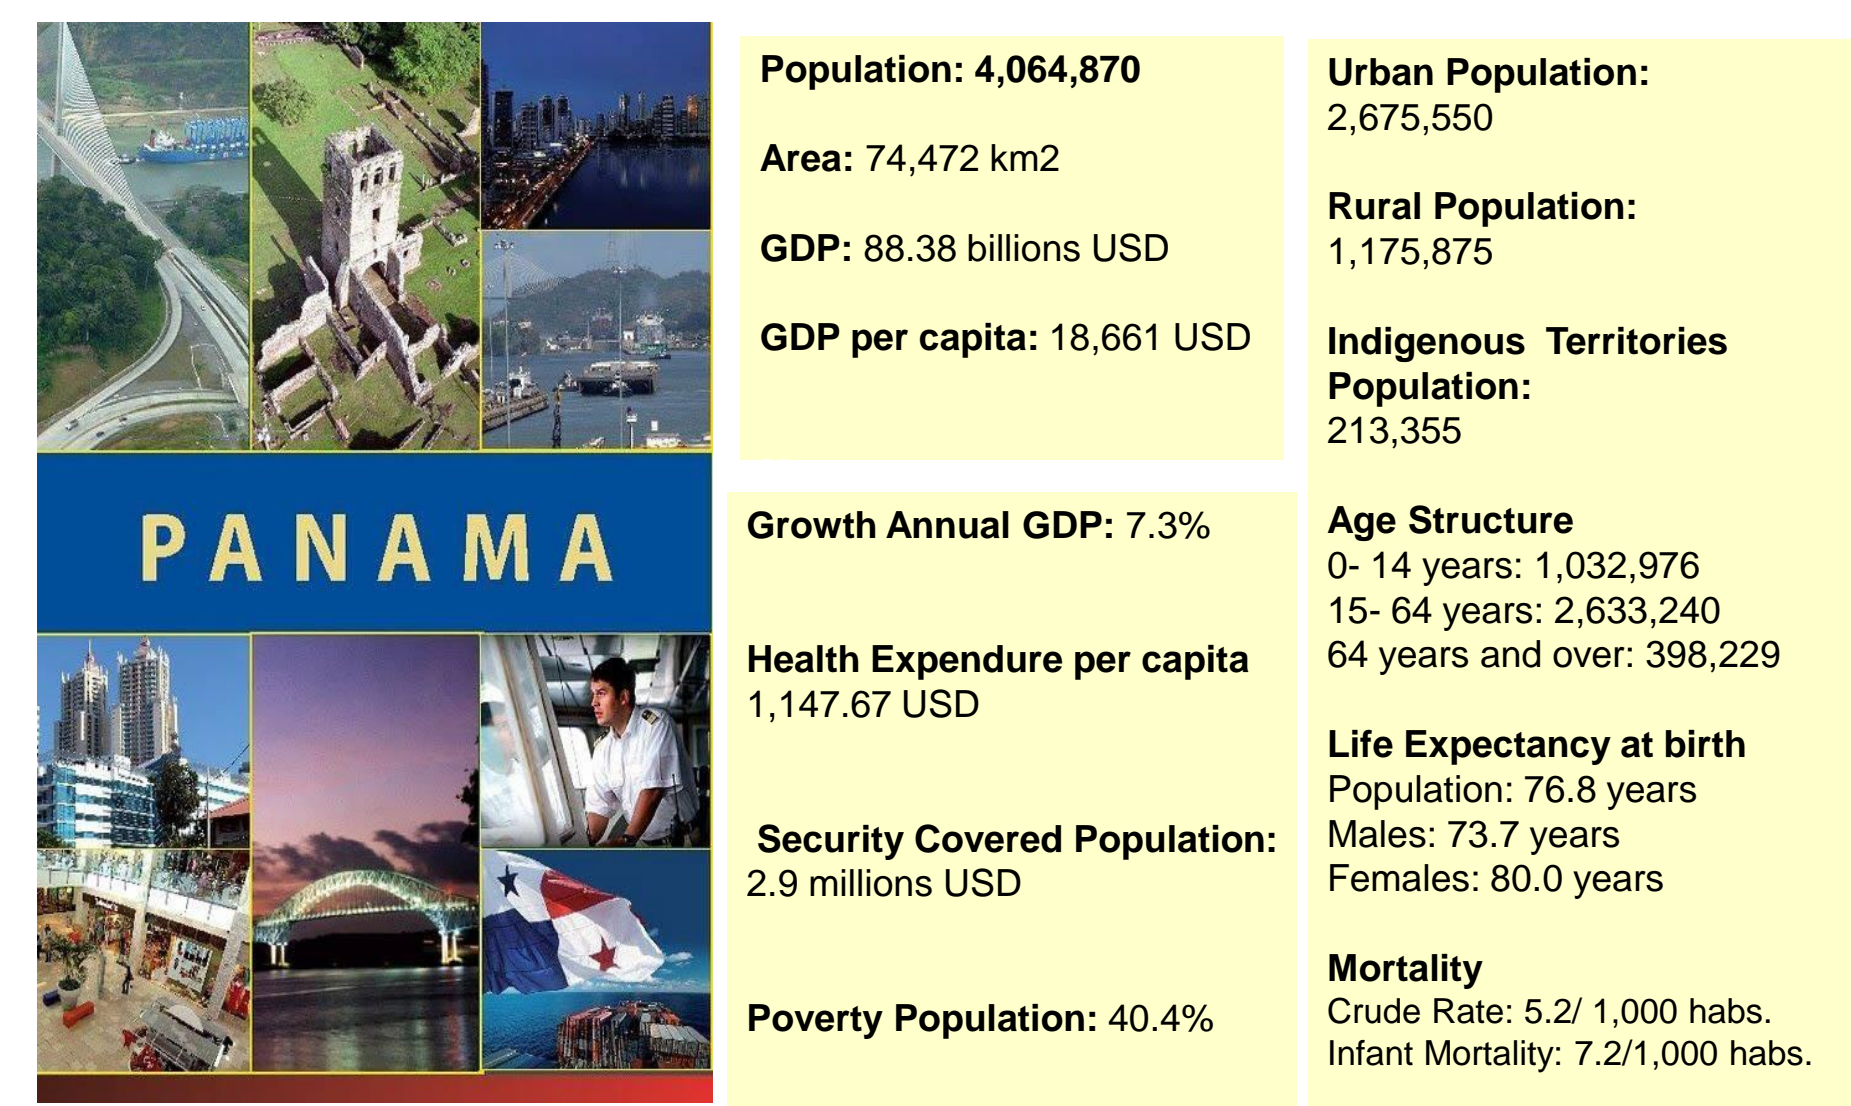 PANAMA
Population: 4,064,870
Area: 74,472 km2
GDP: 88.38 billions USD
GDP per capita: 18,661 USD
Growth Annual GDP: 7.3%
Health Expendure per capita
1,147.67 USD
Security Covered Population:
2.9 millions USD
Poverty Population: 40.4%
Urban Population:
2,675,550
Rural Population:
1,175,875
Indigenous Territories
Population:
213,355
Age Structure
0- 14 years: 1,032,976
15- 64 years: 2,633,240
64 years and over: 398,229
Life Expectancy at birth
Population: 76.8 years
Males: 73.7 years
Females: 80.0 years
Mortality
Crude Rate: 5.2/ 1,000 habs.
Infant Mortality: 7.2/1,000 habs.